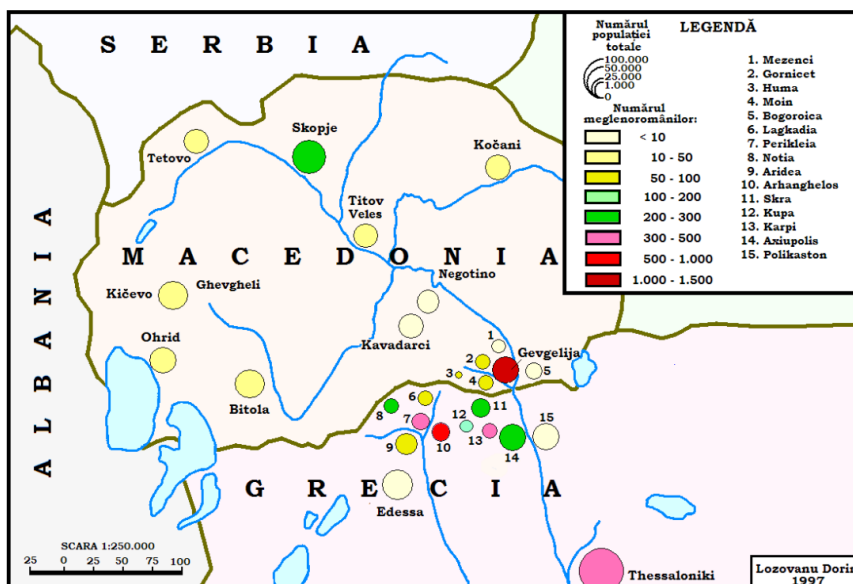 SERBIA
ALBANIA
MACEDONIA
GRECIA
Skopje
Tetovo
Kočani
Titov
Veles
Negotino
Ghevgheli
Kičevo
Kavadarci
Ohrid
Bitola
1
2
Gevgelija
3
4
5
6
7
8
9
10
11
12
13
14
15
Edessa
Thessaloniki
SCARA 1:250.000
25 0 25 50 100
Numărul
populației
totale
100.000
50.000
25.000
1.000
0
Numărul
meglenoromânilor:
< 10
10 - 50
50 - 100
100 - 200
200 - 300
300 - 500
500 - 1.000
1.000 - 1.500
LEGENDĂ
1. Mezenci
2. Gornicet
3. Huma
4. Moin
5. Bogoroica
6. Lagkadia
7. Perikleia
8. Notia
9. Aridea
10. Arhanghelos
11. Skra
12. Kupa
13. Karpi
14. Axiupolis
15. Polikaston
Lozovanu Dorin
1997